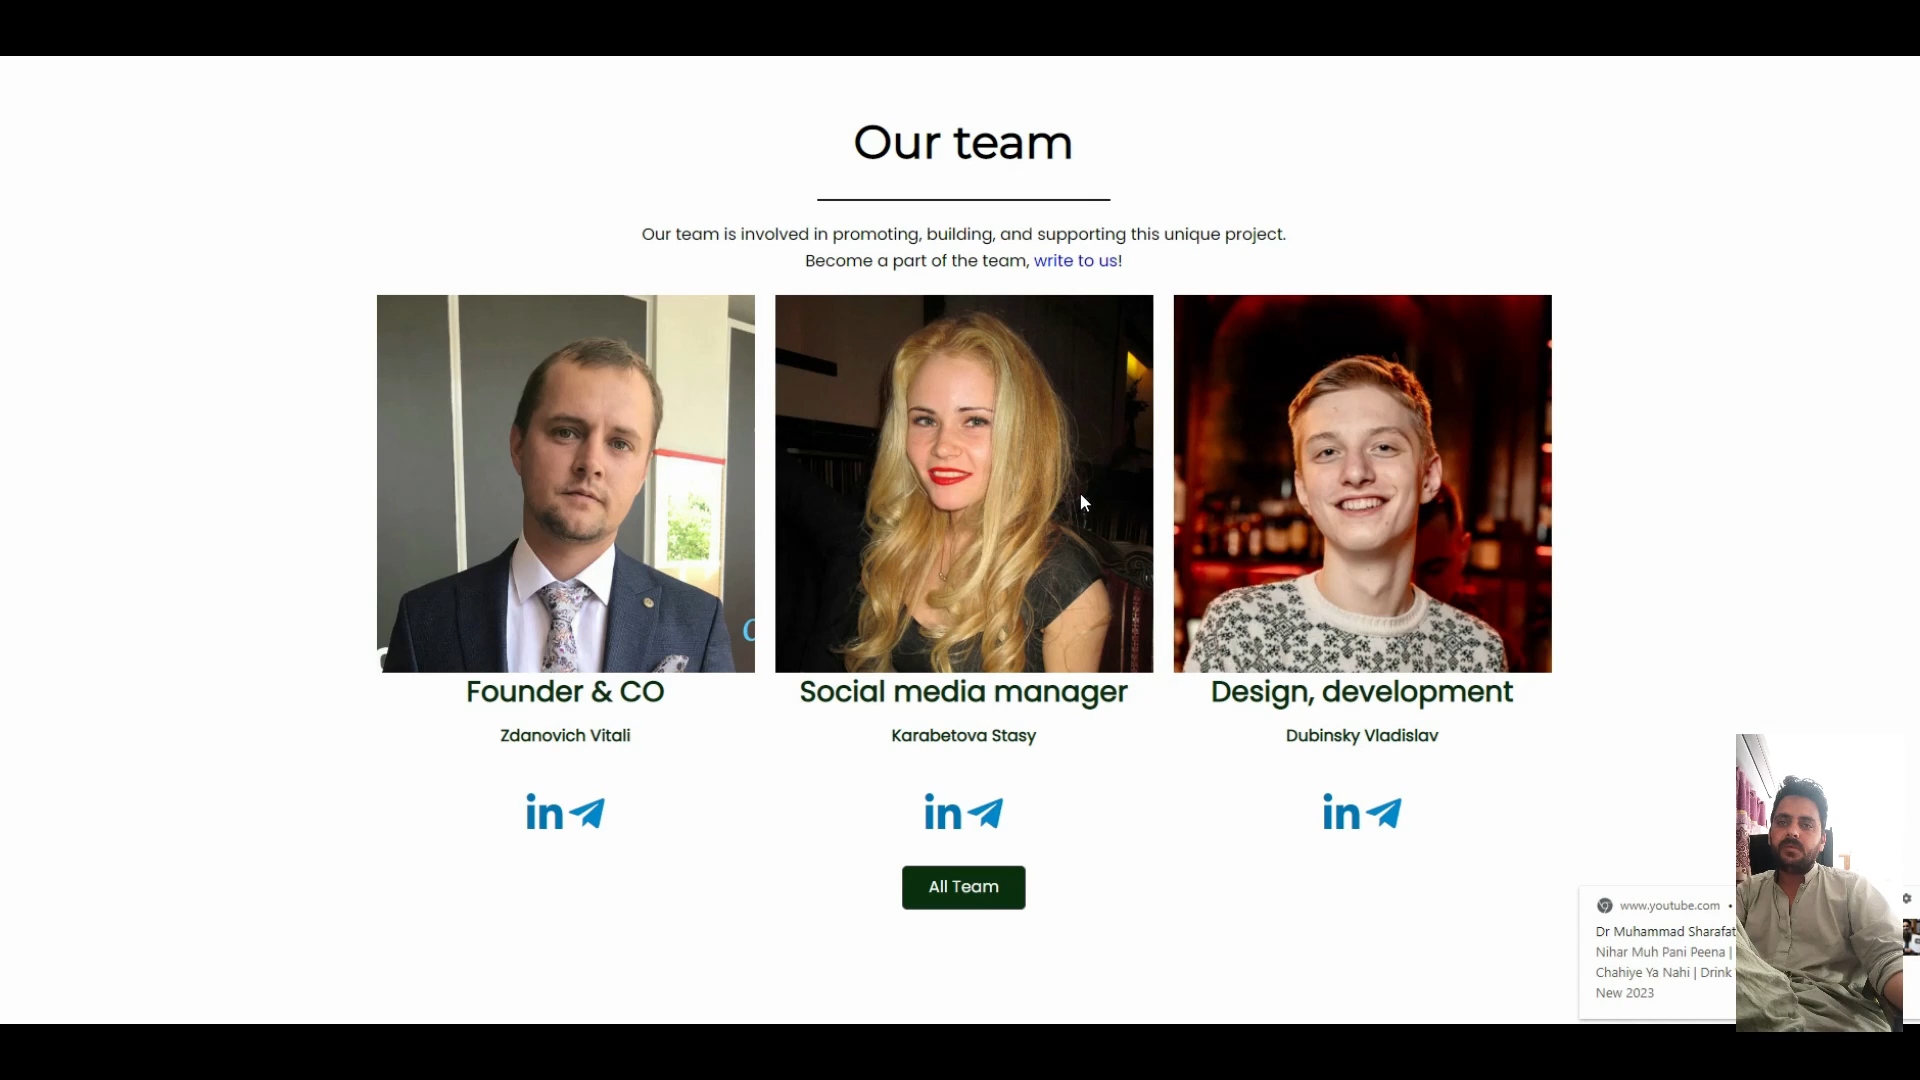 Our team
Our team is involved in promoting, building, and supporting this unique project.
Become a part of the team, write to us!
Founder & CO
Social media manager
Design, development
Zdanovich Vitali
Karabetova Stasy
Dubinsky Vladislav
in
in
in
All Team
www.youtube.com •
Dr Muhammad Sharafat
Nihar Muh Pani Peena |
Chahiye Ya Nahi | Drink
New 2023